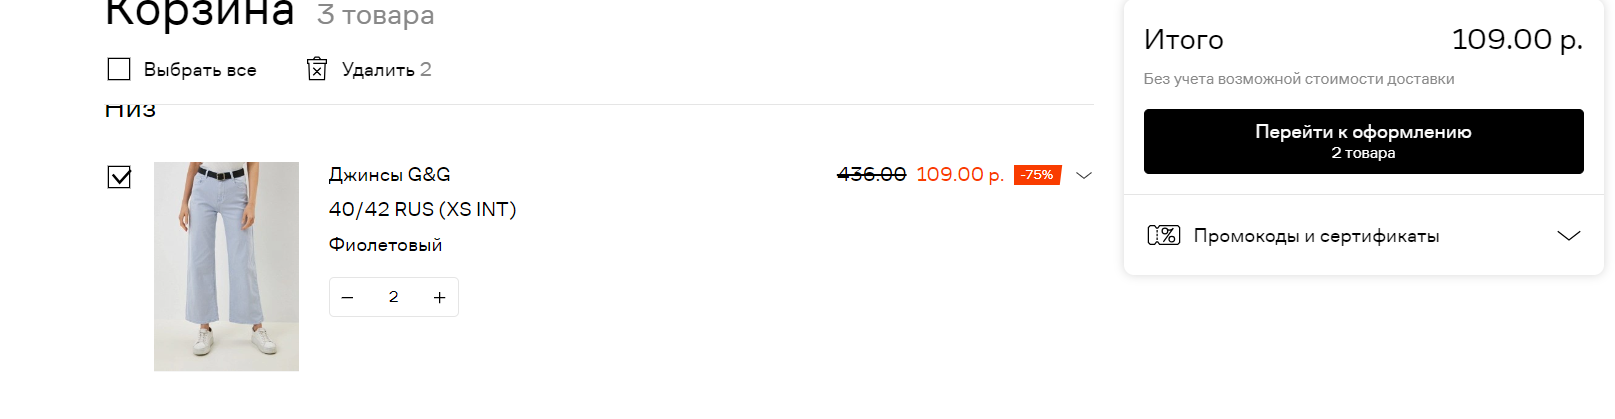 Корзина 3 товара
Выбрать все Удалить 2
Низ
Джинсы G&G
40/42 RUS (XS INT)
Фиолетовый
− 2 +
436.00 109.00 р. -75%
Итого 109.00 р.
Без учета возможной стоимости доставки
Перейти к оформлению
2 товара
% Промокоды и сертификаты